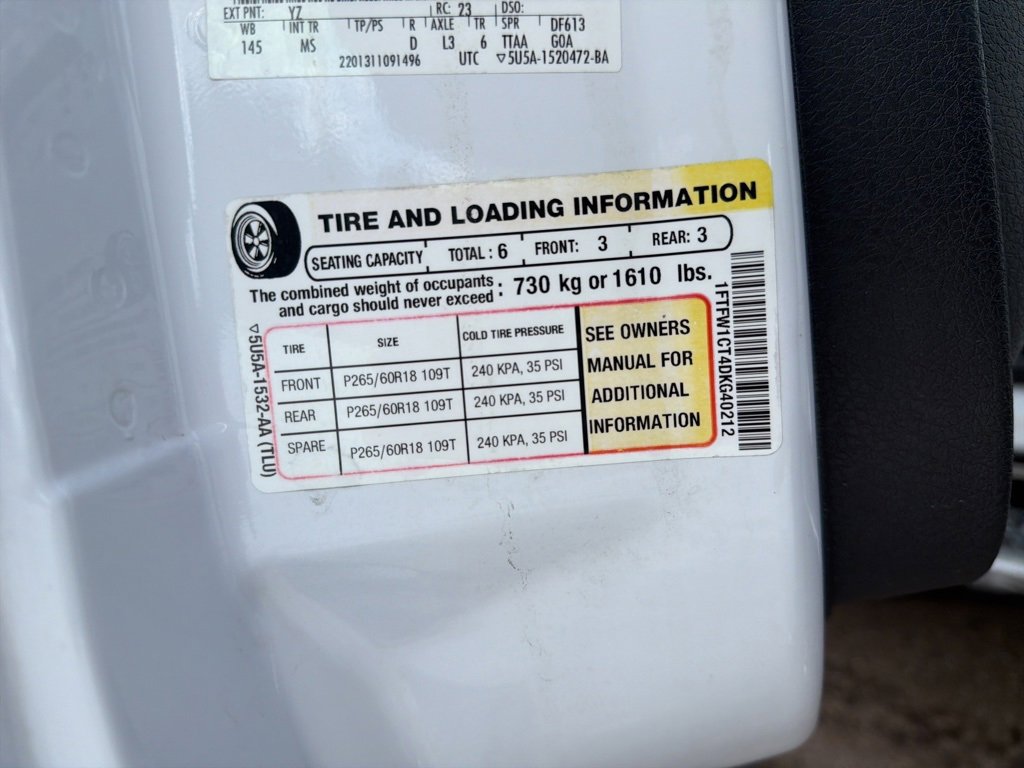 EXT PNT: YZ RC: 23 DSO:
WB INT TR TP/PS R AXLE TR SPR DF613
145 MS D L3 6 TTAA GOA
2201311091496 UTC ▽5U5A-1520472-BA
TIRE AND LOADING INFORMATION
SEATING CAPACITY TOTAL : 6 FRONT: 3 REAR: 3
The combined weight of occupants
and cargo should never exceed : 730 kg or 1610 lbs.
TIRE SIZE COLD TIRE PRESSURE
FRONT P265/60R18 109T 240 KPA, 35 PSI
REAR P265/60R18 109T 240 KPA, 35 PSI
SPARE P265/60R18 109T 240 KPA, 35 PSI
SEE OWNERS
MANUAL FOR
ADDITIONAL
INFORMATION
▽5U5A-1532-AA (TLU)
1FTFW1CT4DKG40212